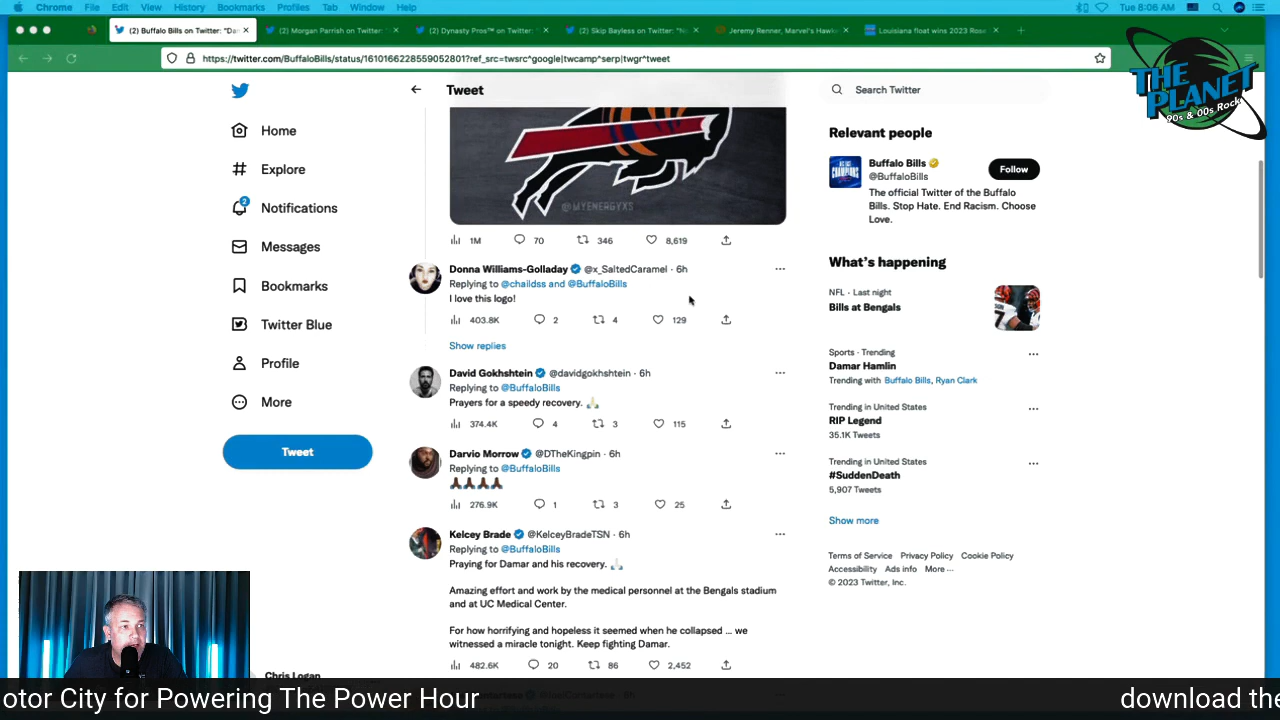 Chrome File Edit View History Bookmarks Profiles Tab Window Help Tue 8:06 AM
(2) Buffalo Bills on Twitter: "Da (2) Morgan Parrish on Twitter: " (2) Dynasty Pros™ on Twitter: " (2) Skip Bayless on Twitter: "N Jeremy Renner, Marvel's Hawk Louisiana float wins 2023 Rose
https://twitter.com/BuffaloBills/status/1610166228559052801?ref_src=twsrc^google|twcamp^serp|twgr^tweet
THE PLANET
90s & 00s Rock
Home
Explore
2
Notifications
Messages
Bookmarks
Twitter Blue
Profile
More
Tweet
Tweet
@MYENERGYXS
1M 70 346 8,619
Donna Williams-Golladay @x_SaltedCaramel · 6h
Replying to @chaildss and @BuffaloBills
I love this logo!
403.8K 2 4 129
Show replies
David Gokhshtein @davidgokhshtein · 6h
Replying to @BuffaloBills
Prayers for a speedy recovery. 🙏🏻
374.4K 4 3 115
Darvio Morrow @DTheKingpin · 6h
Replying to @BuffaloBills
🙏🏿🙏🏿🙏🏿🙏🏿
276.9K 1 3 25
Kelcey Brade @KelceyBradeTSN · 6h
Replying to @BuffaloBills
Praying for Damar and his recovery. 🙏🏻
Amazing effort and work by the medical personnel at the Bengals stadium
and at UC Medical Center.
For how horrifying and hopeless it seemed when he collapsed ... we
witnessed a miracle tonight. Keep fighting Damar.
482.6K 20 86 2,452
Search Twitter
Relevant people
Buffalo Bills
@BuffaloBills
Follow
The official Twitter of the Buffalo
Bills. Stop Hate. End Racism. Choose
Love.
What's happening
NFL · Last night
Bills at Bengals
Sports · Trending
Damar Hamlin
Trending with Buffalo Bills, Ryan Clark
Trending in United States
RIP Legend
35.1K Tweets
Trending in United States
#SuddenDeath
5,907 Tweets
Show more
Terms of Service Privacy Policy Cookie Policy
Accessibility Ads info More ···
© 2023 Twitter, Inc.
Chris Logan
otor City for Powering The Power Hour download the